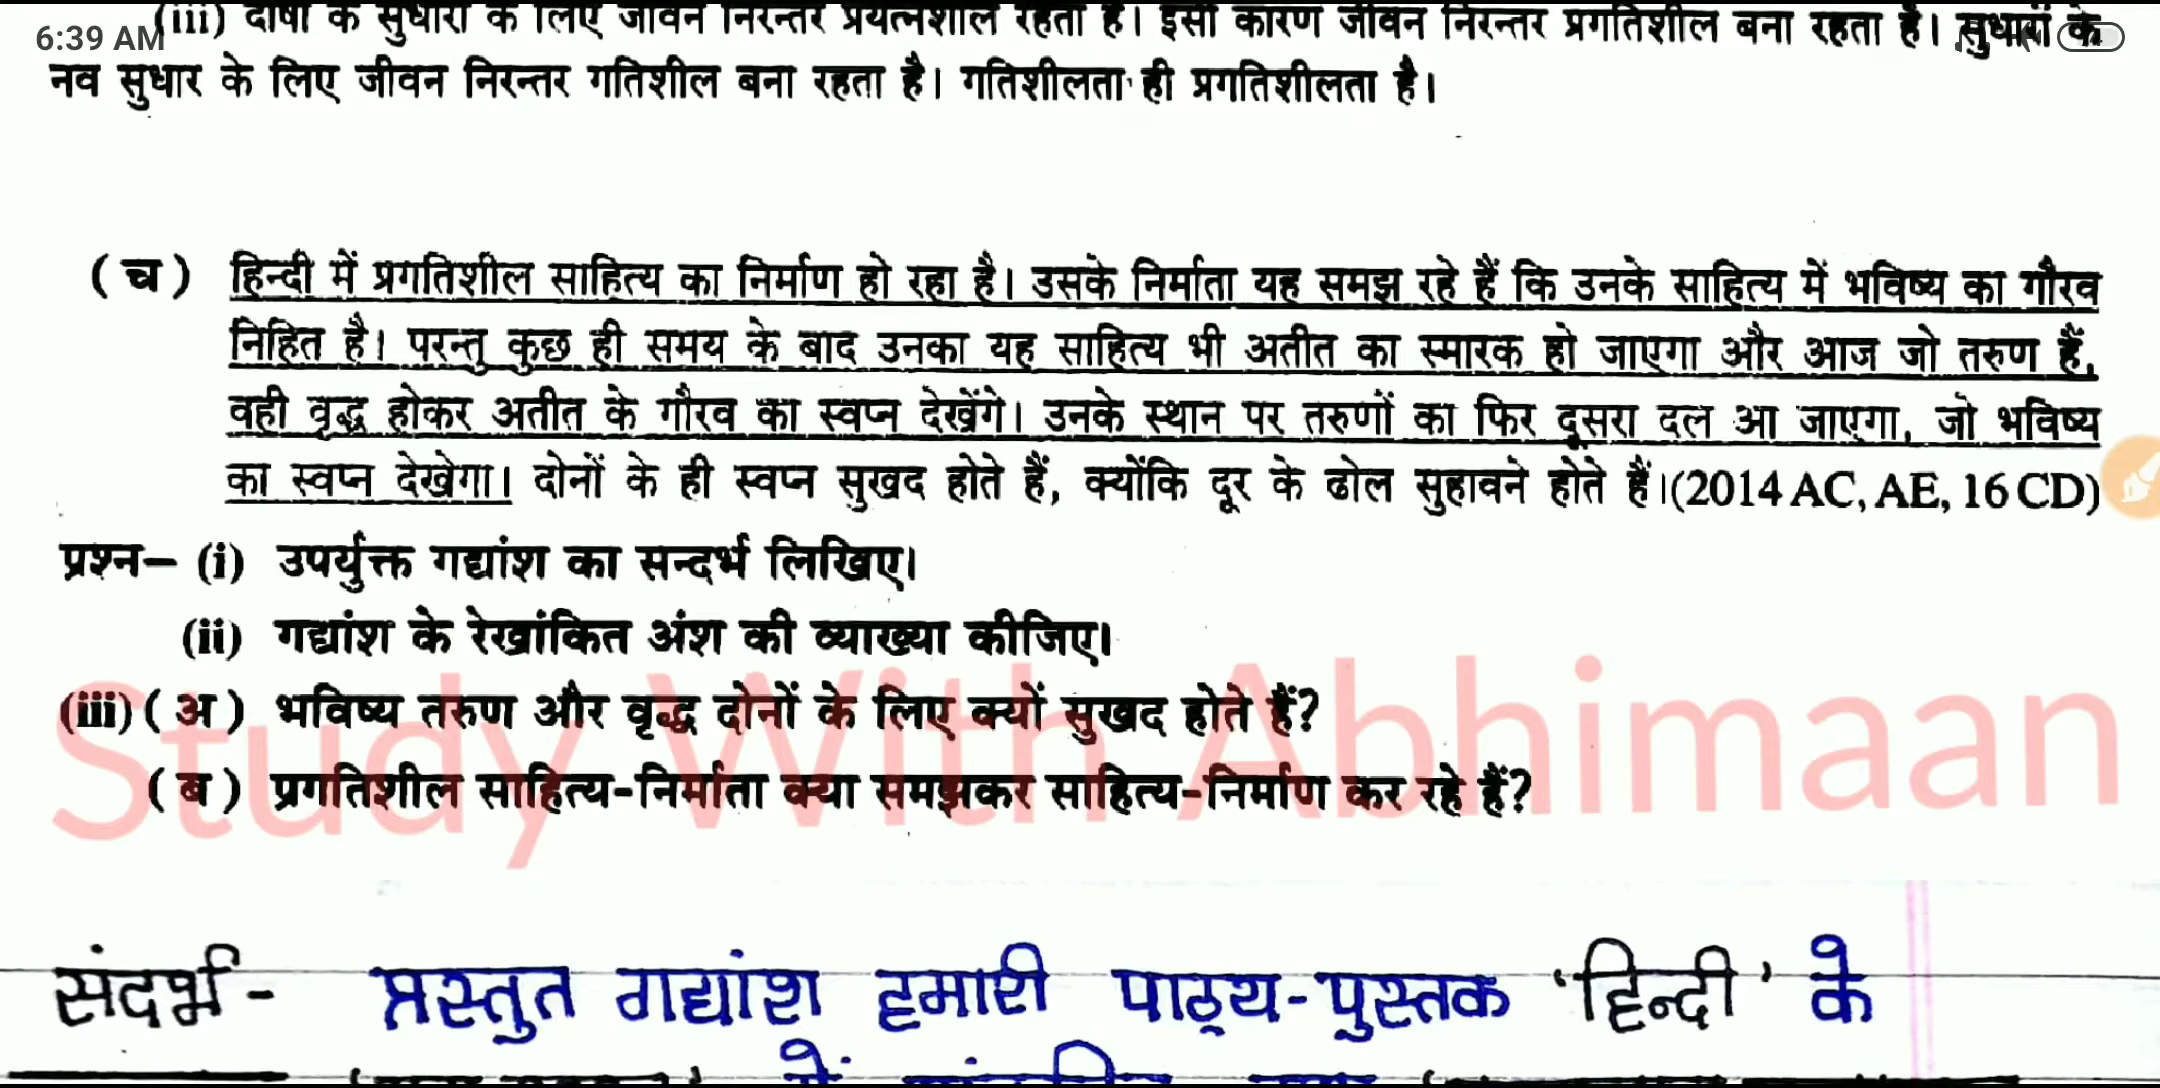 (iii) दोषों के सुधारों के लिए जीवन निरन्तर प्रयत्नशील रहता है। इसी कारण जीवन निरन्तर प्रगतिशील बना रहता है। सुधारों के
6:39 AM
नव सुधार के लिए जीवन निरन्तर गतिशील बना रहता है। गतिशीलता ही प्रगतिशीलता है।
( च ) हिन्दी में प्रगतिशील साहित्य का निर्माण हो रहा है। उसके निर्माता यह समझ रहे हैं कि उनके साहित्य में भविष्य का गौरव
निहित है। परन्तु कुछ ही समय के बाद उनका यह साहित्य भी अतीत का स्मारक हो जाएगा और आज जो तरुण हैं,
वही वृद्ध होकर अतीत के गौरव का स्वप्न देखेंगे। उनके स्थान पर तरुणों का फिर दूसरा दल आ जाएगा, जो भविष्य
का स्वप्न देखेगा। दोनों के ही स्वप्न सुखद होते हैं, क्योंकि दूर के ढोल सुहावने होते हैं।(2014 AC, AE, 16 CD)
प्रश्न– (i) उपर्युक्त गद्यांश का सन्दर्भ लिखिए।
(ii) गद्यांश के रेखांकित अंश की व्याख्या कीजिए।
(iii) ( अ ) भविष्य तरुण और वृद्ध दोनों के लिए क्यों सुखद होते हैं?
( ब ) प्रगतिशील साहित्य-निर्माता क्या समझकर साहित्य-निर्माण कर रहे हैं?
Study With Abhimaan
संदर्भ - प्रस्तुत गद्यांश हमारी पाठ्य-पुस्तक 'हिन्दी' के